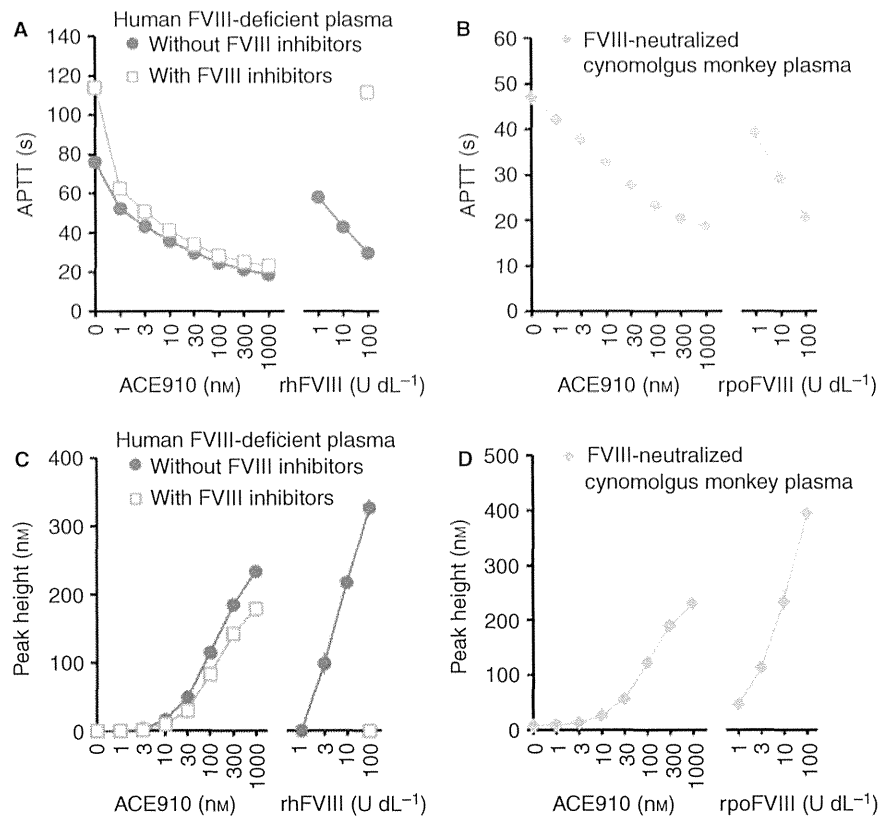 A
Human FVIII-deficient plasma
Without FVIII inhibitors
With FVIII inhibitors
APTT (s)
140
120
100
80
60
40
20
0
0 1 3 10 30 100 300 1000
1 10 100
ACE910 (nM)
rhFVIII (U dL⁻¹)
B
FVIII-neutralized
cynomolgus monkey plasma
APTT (s)
60
50
40
30
20
10
0
0 1 3 10 30 100 300 1000
1 10 100
ACE910 (nM)
rpoFVIII (U dL⁻¹)
C
Human FVIII-deficient plasma
Without FVIII inhibitors
With FVIII inhibitors
Peak height (nM)
400
300
200
100
0
0 1 3 10 30 100 300 1000
1 3 10 100
ACE910 (nM)
rhFVIII (U dL⁻¹)
D
FVIII-neutralized
cynomolgus monkey plasma
Peak height (nM)
500
400
300
200
100
0
0 1 3 10 30 100 300 1000
1 3 10 100
ACE910 (nM)
rpoFVIII (U dL⁻¹)